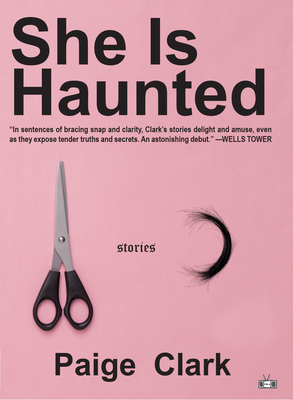 She Is
Haunted
“In sentences of bracing snap and clarity, Clark’s stories delight and amuse, even
as they expose tender truths and secrets. An astonishing debut.” —WELLS TOWER
stories
Paige Clark